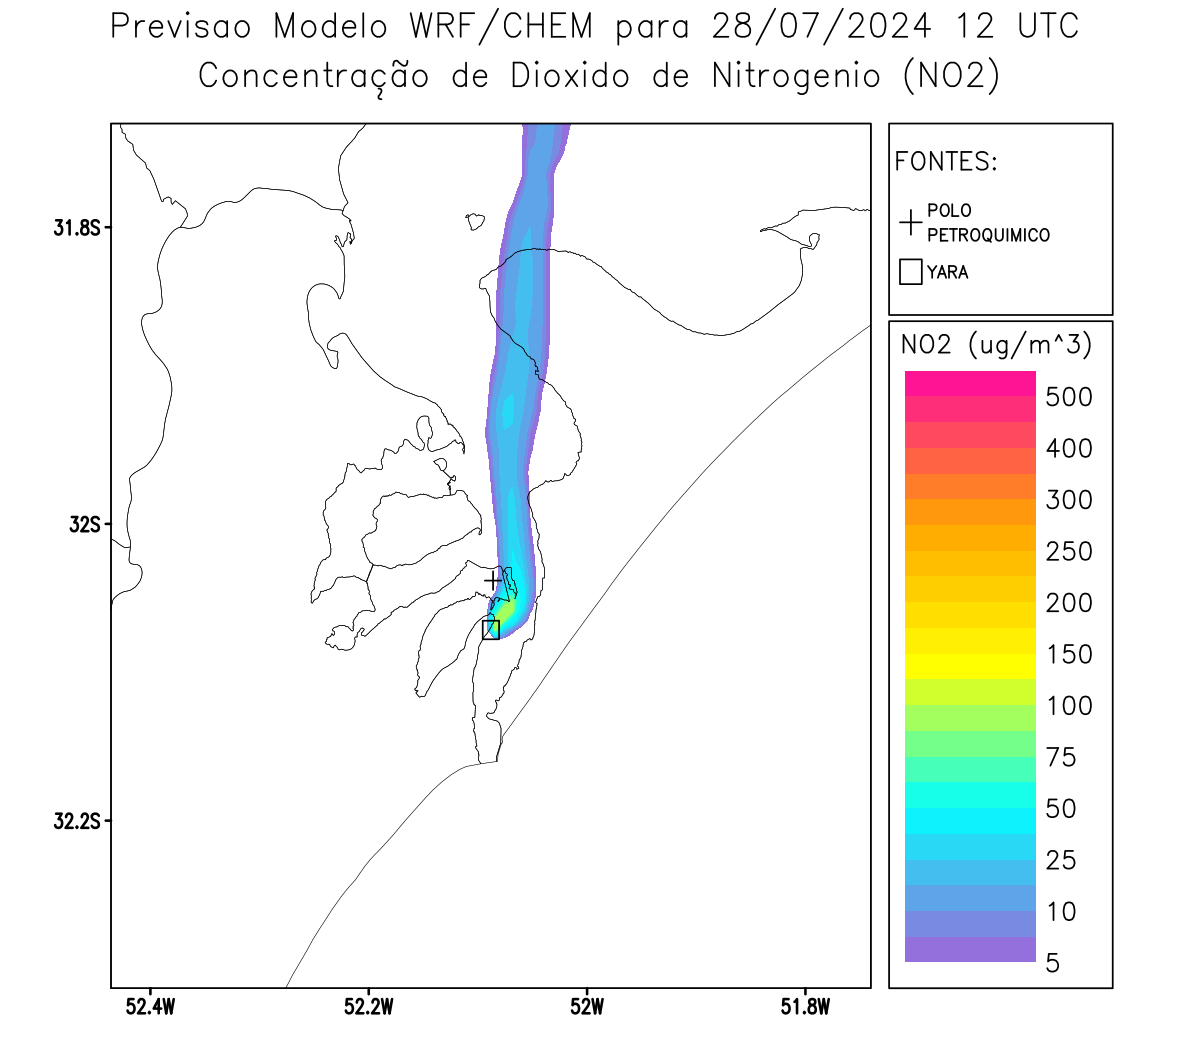 Previsao Modelo WRF/CHEM para 28/07/2024 12 UTC
Concentração de Dioxido de Nitrogenio (NO2)
FONTES:
POLO
PETROQUIMICO
YARA
31.8S
32S
32.2S
52.4W
52.2W
52W
51.8W
NO2 (ug/m^3)
500
400
300
250
200
150
100
75
50
25
10
5